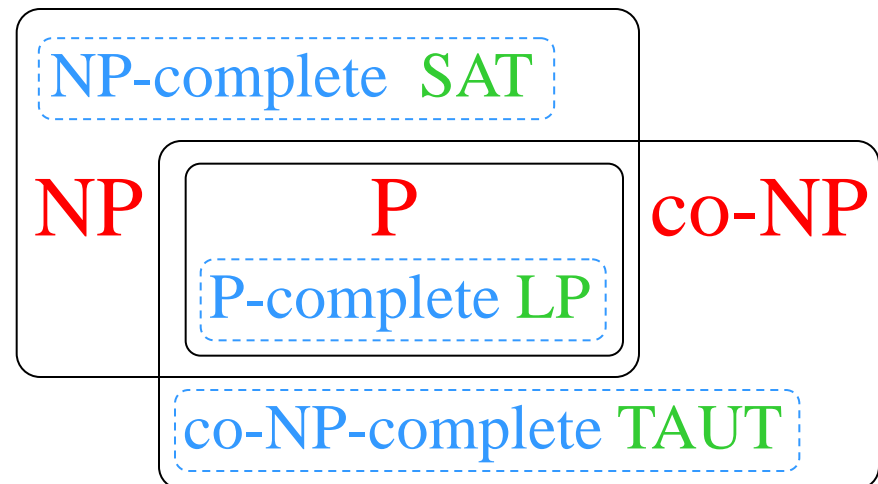 NP-complete SAT
NP P co-NP
P-complete LP
co-NP-complete TAUT